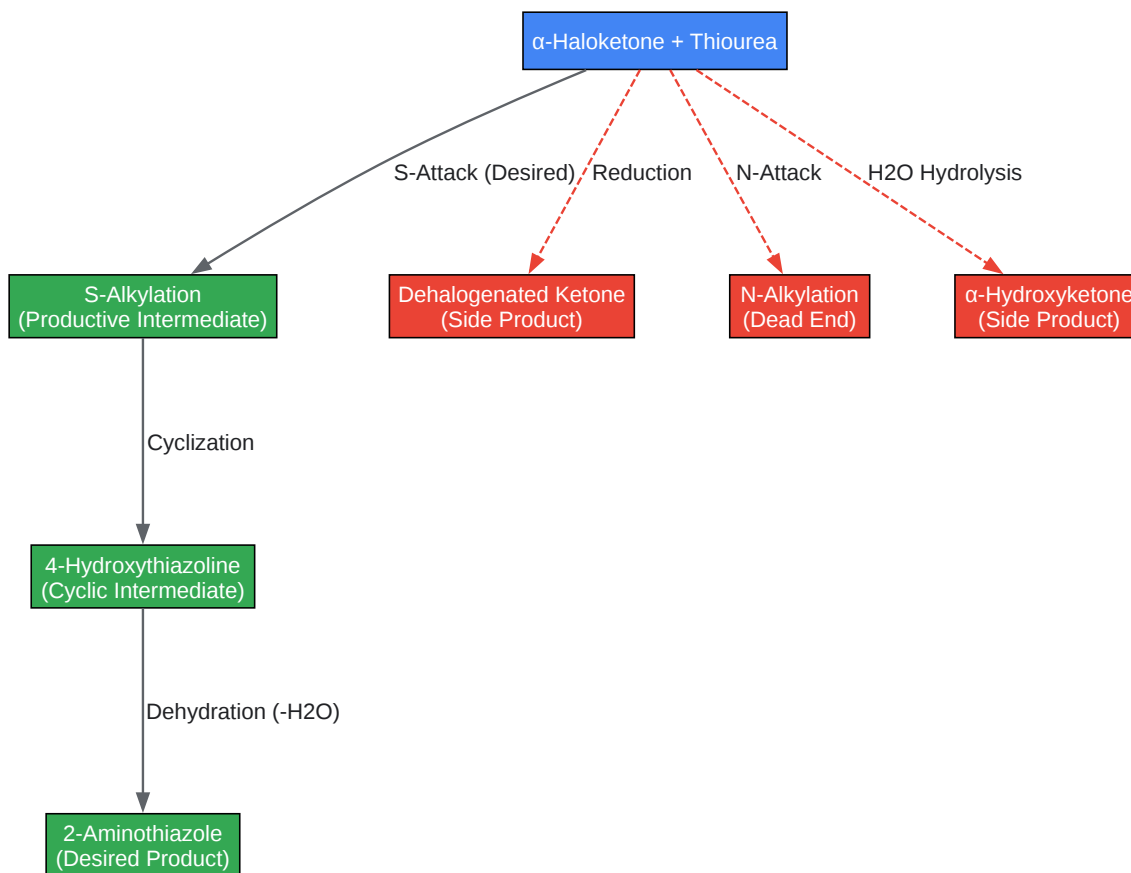 α-Haloketone + Thiourea
S-Attack (Desired)
Reduction
N-Attack
H2O Hydrolysis
S-Alkylation
(Productive Intermediate)
Dehalogenated Ketone
(Side Product)
N-Alkylation
(Dead End)
α-Hydroxyketone
(Side Product)
Cyclization
4-Hydroxythiazoline
(Cyclic Intermediate)
Dehydration (-H2O)
2-Aminothiazole
(Desired Product)